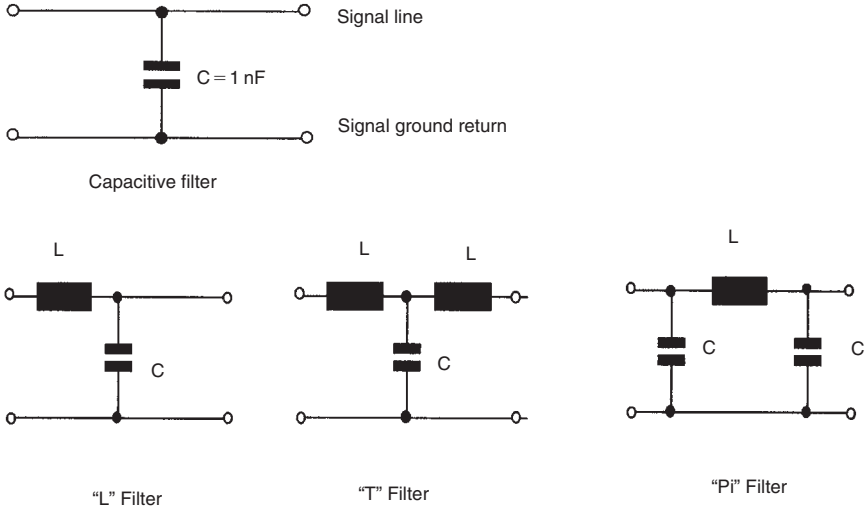 Signal line
C = 1 nF
Signal ground return
Capacitive filter
L
C
"L" Filter
L
L
C
"T" Filter
L
C
C
"Pi" Filter